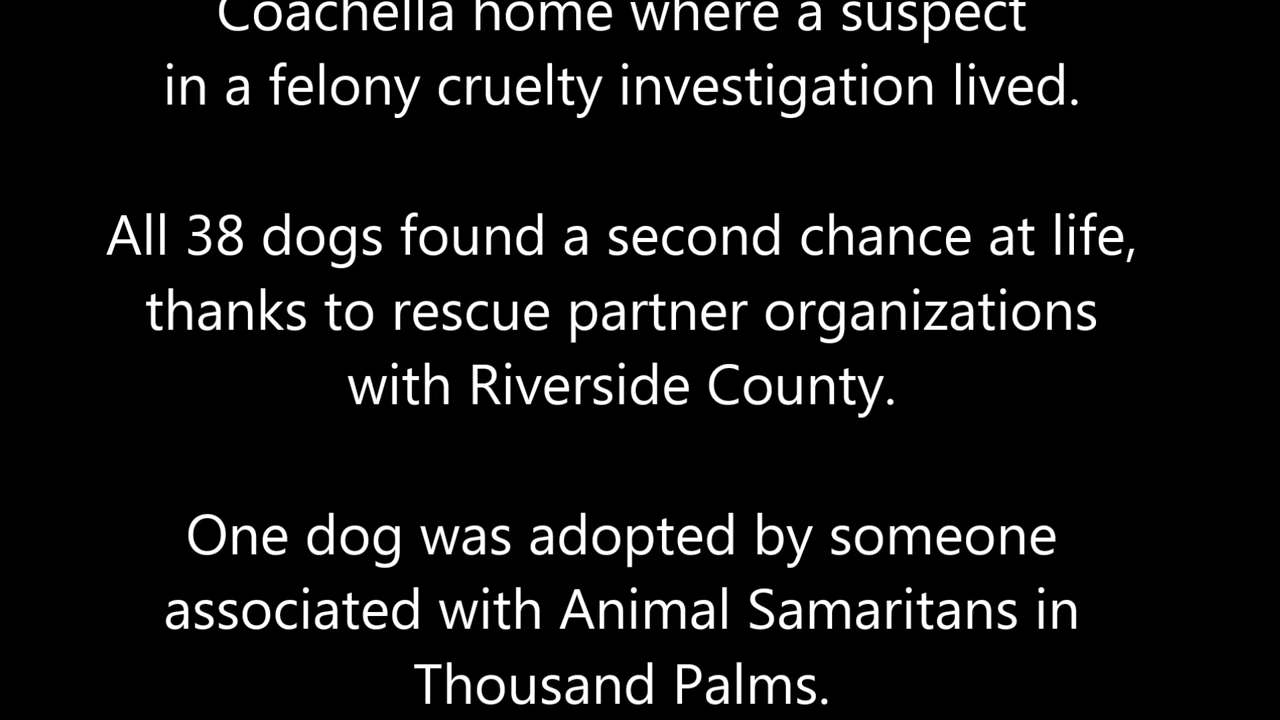 Coachella home where a suspect
in a felony cruelty investigation lived.
All 38 dogs found a second chance at life,
thanks to rescue partner organizations
with Riverside County.
One dog was adopted by someone
associated with Animal Samaritans in
Thousand Palms.